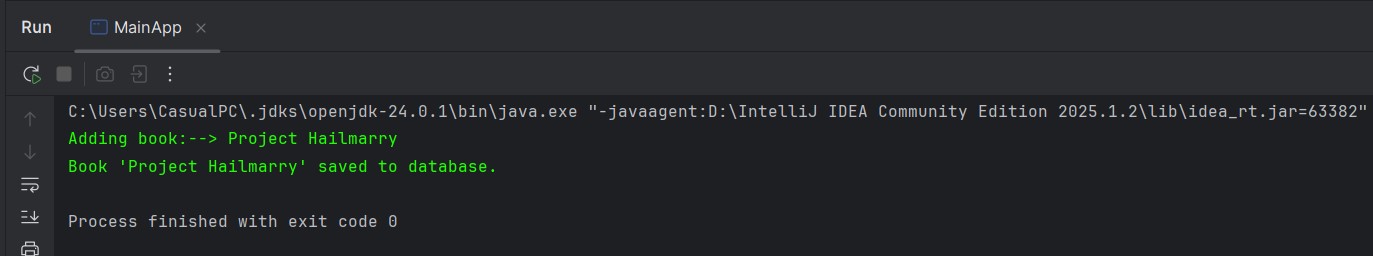 Run MainApp
C:\Users\CasualPC\.jdks\openjdk-24.0.1\bin\java.exe "-javaagent:D:\IntelliJ IDEA Community Edition 2025.1.2\lib\idea_rt.jar=63382"
Adding book:--> Project Hailmarry
Book 'Project Hailmarry' saved to database.
Process finished with exit code 0